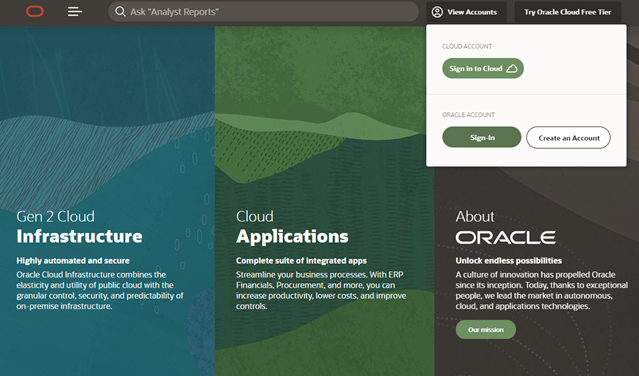 Ask "Analyst Reports"
View Accounts
Try Oracle Cloud Free Tier
CLOUD ACCOUNT
Sign in to Cloud
ORACLE ACCOUNT
Sign-In
Create an Account
Gen 2 Cloud
Infrastructure
Highly automated and secure
Oracle Cloud Infrastructure combines the
elasticity and utility of public cloud with the
granular control, security, and predictability of
on-premise infrastructure.
Cloud
Applications
Complete suite of integrated apps
Streamline your business processes. With ERP
Financials, Procurement, and more, you can
increase productivity, lower costs, and improve
controls.
About
ORACLE
Unlock endless possibilities
A culture of innovation has propelled Oracle
since its inception. Today, thanks to exceptional
people, we lead the market in autonomous,
cloud, and applications technologies.
Our mission